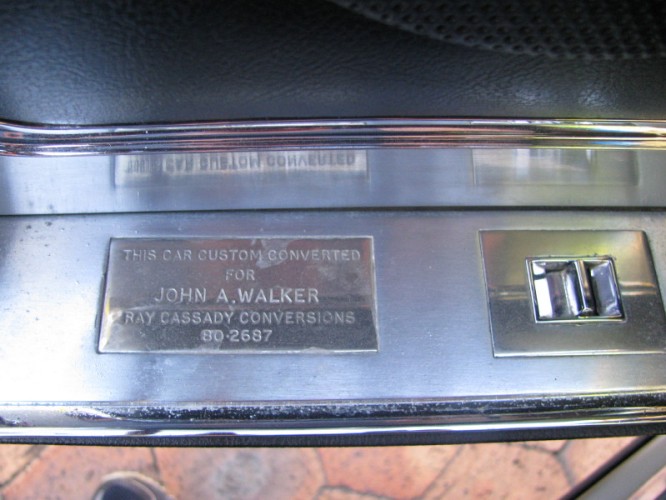 THIS CAR CUSTOM CONVERTED
FOR
JOHN A. WALKER
RAY CASSADY CONVERSIONS
80-2687